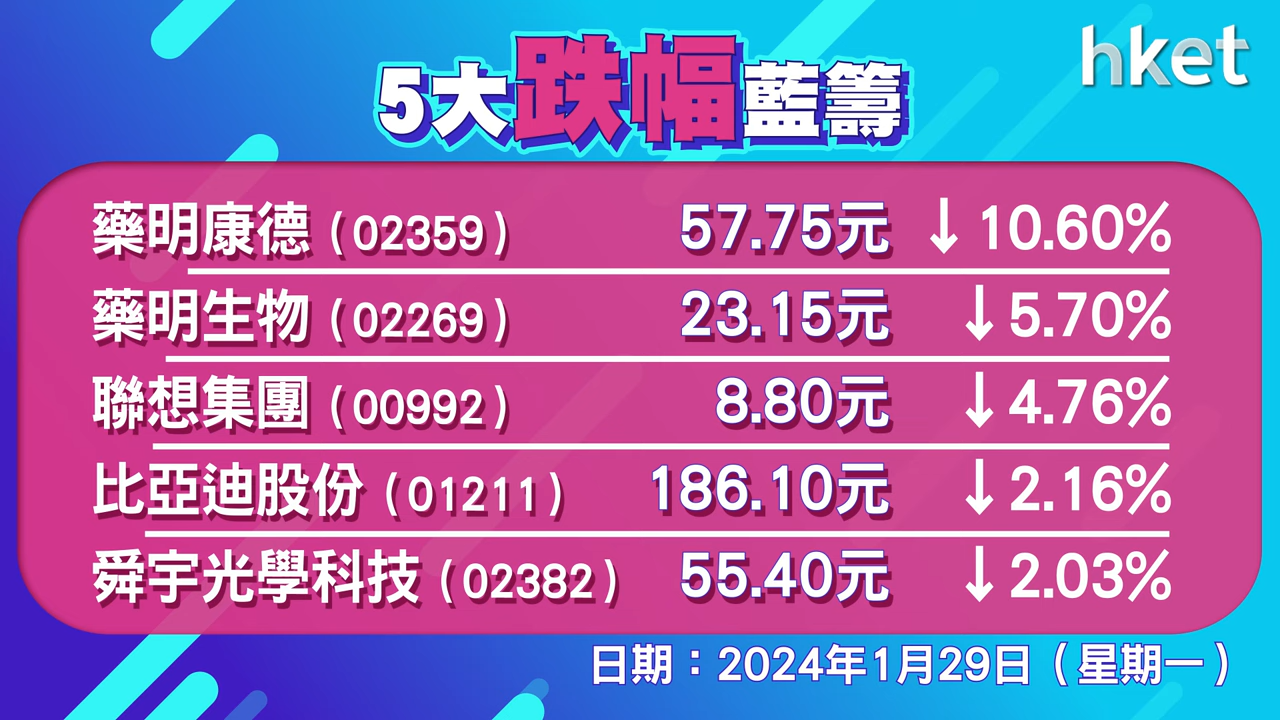 hket
5大跌幅藍籌
藥明康德（02359） 57.75元 ↓10.60%
藥明生物（02269） 23.15元 ↓5.70%
聯想集團（00992） 8.80元 ↓4.76%
比亞迪股份（01211） 186.10元 ↓2.16%
舜宇光學科技（02382） 55.40元 ↓2.03%
日期：2024年1月29日（星期一）